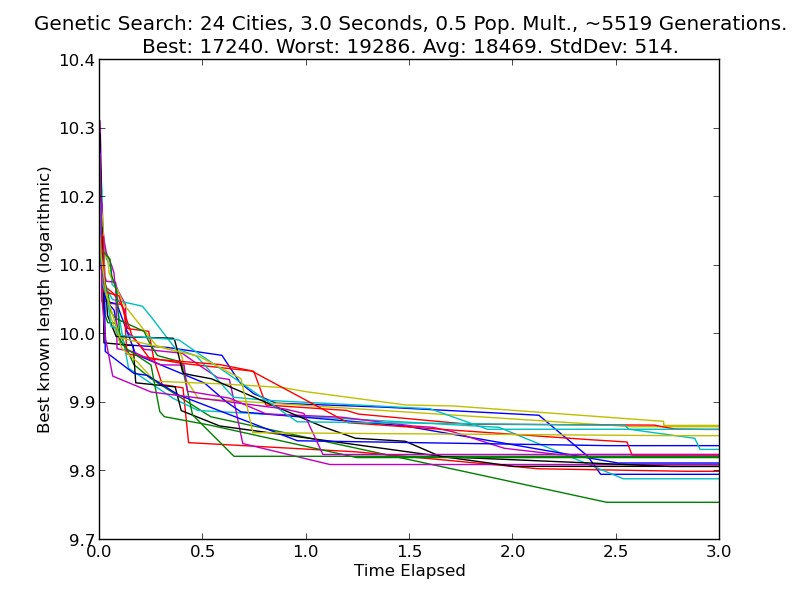 Genetic Search: 24 Cities, 3.0 Seconds, 0.5 Pop. Mult., ~5519 Generations.
Best: 17240. Worst: 19286. Avg: 18469. StdDev: 514.
10.4
10.3
10.2
10.1
10.0
9.9
9.8
9.7
Best known length (logarithmic)
0.0 0.5 1.0 1.5 2.0 2.5 3.0
Time Elapsed